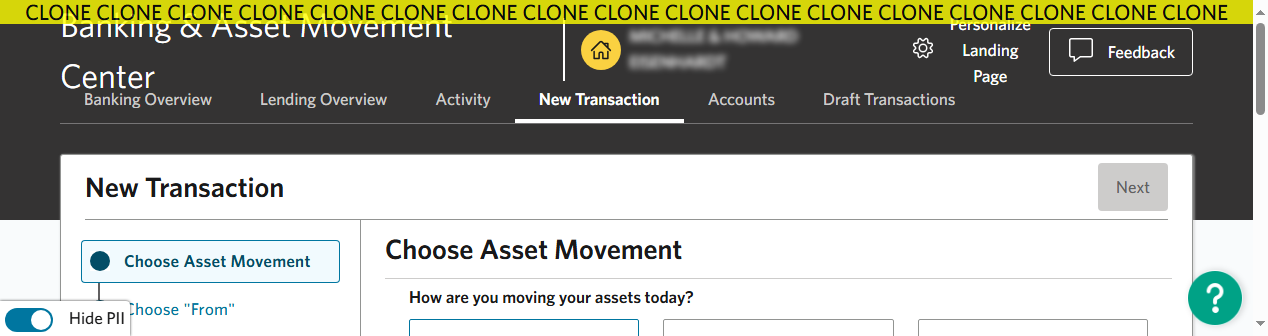 CLONE CLONE CLONE CLONE CLONE CLONE CLONE CLONE CLONE CLONE CLONE CLONE CLONE CLONE CLONE CLONE CLONE
Banking & Asset Movement
Center
Personalize
Landing
Page
Feedback
Banking Overview
Lending Overview
Activity
New Transaction
Accounts
Draft Transactions
New Transaction
Next
Choose Asset Movement
Choose "From"
Hide PII
Choose Asset Movement
How are you moving your assets today?
?